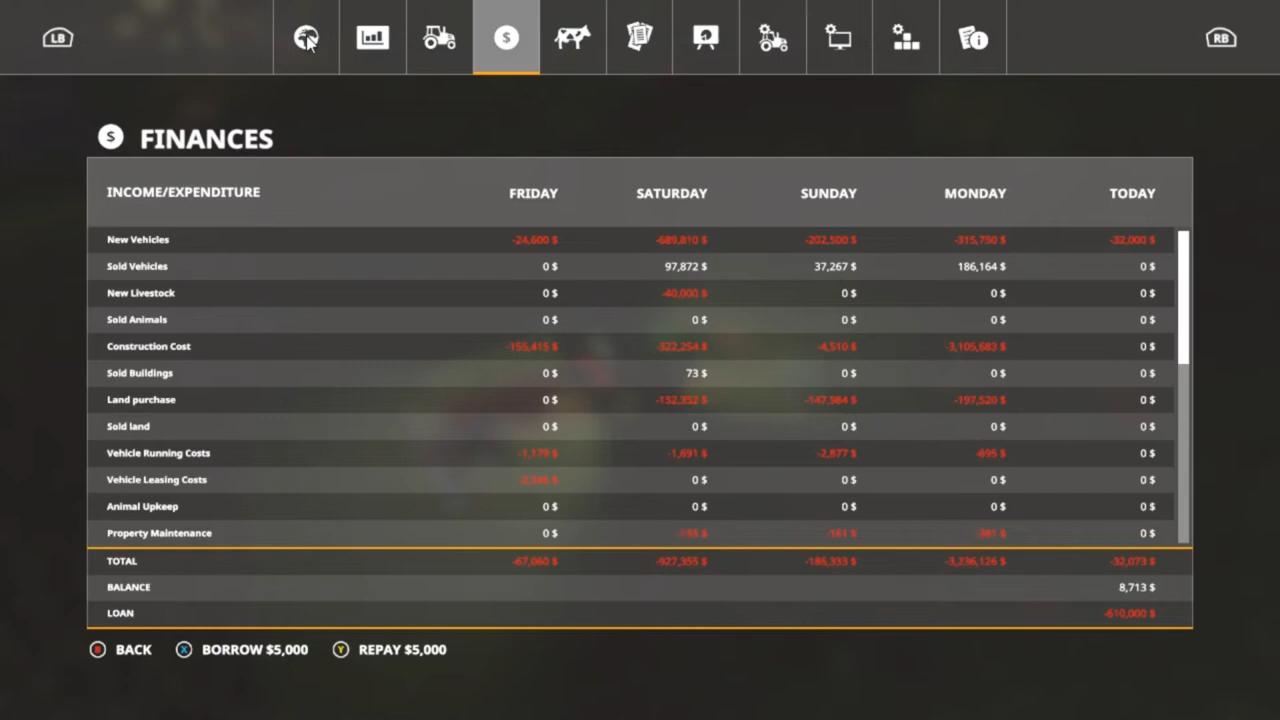 LB RB
$ FINANCES
INCOME/EXPENDITURE FRIDAY SATURDAY SUNDAY MONDAY TODAY
New Vehicles -24,600 $ -689,810 $ -202,500 $ -315,750 $ -32,000 $
Sold Vehicles 0 $ 97,872 $ 37,267 $ 186,164 $ 0 $
New Livestock 0 $ -40,000 $ 0 $ 0 $ 0 $
Sold Animals 0 $ 0 $ 0 $ 0 $ 0 $
Construction Cost -155,415 $ -322,254 $ -4,510 $ -3,105,683 $ 0 $
Sold Buildings 0 $ 73 $ 0 $ 0 $ 0 $
Land purchase 0 $ -132,352 $ -147,984 $ -197,520 $ 0 $
Sold land 0 $ 0 $ 0 $ 0 $ 0 $
Vehicle Running Costs -1,179 $ -1,691 $ -2,877 $ -695 $ 0 $
Vehicle Leasing Costs 0 $ 0 $ 0 $ 0 $
Animal Upkeep 0 $ 0 $ 0 $ 0 $ 0 $
Property Maintenance 0 $ 0 $
TOTAL -67,060 $ -927,355 $ -186,333 $ -3,236,126 $ -32,073 $
BALANCE 8,713 $
LOAN -610,000 $
B BACK X BORROW $5,000 Y REPAY $5,000